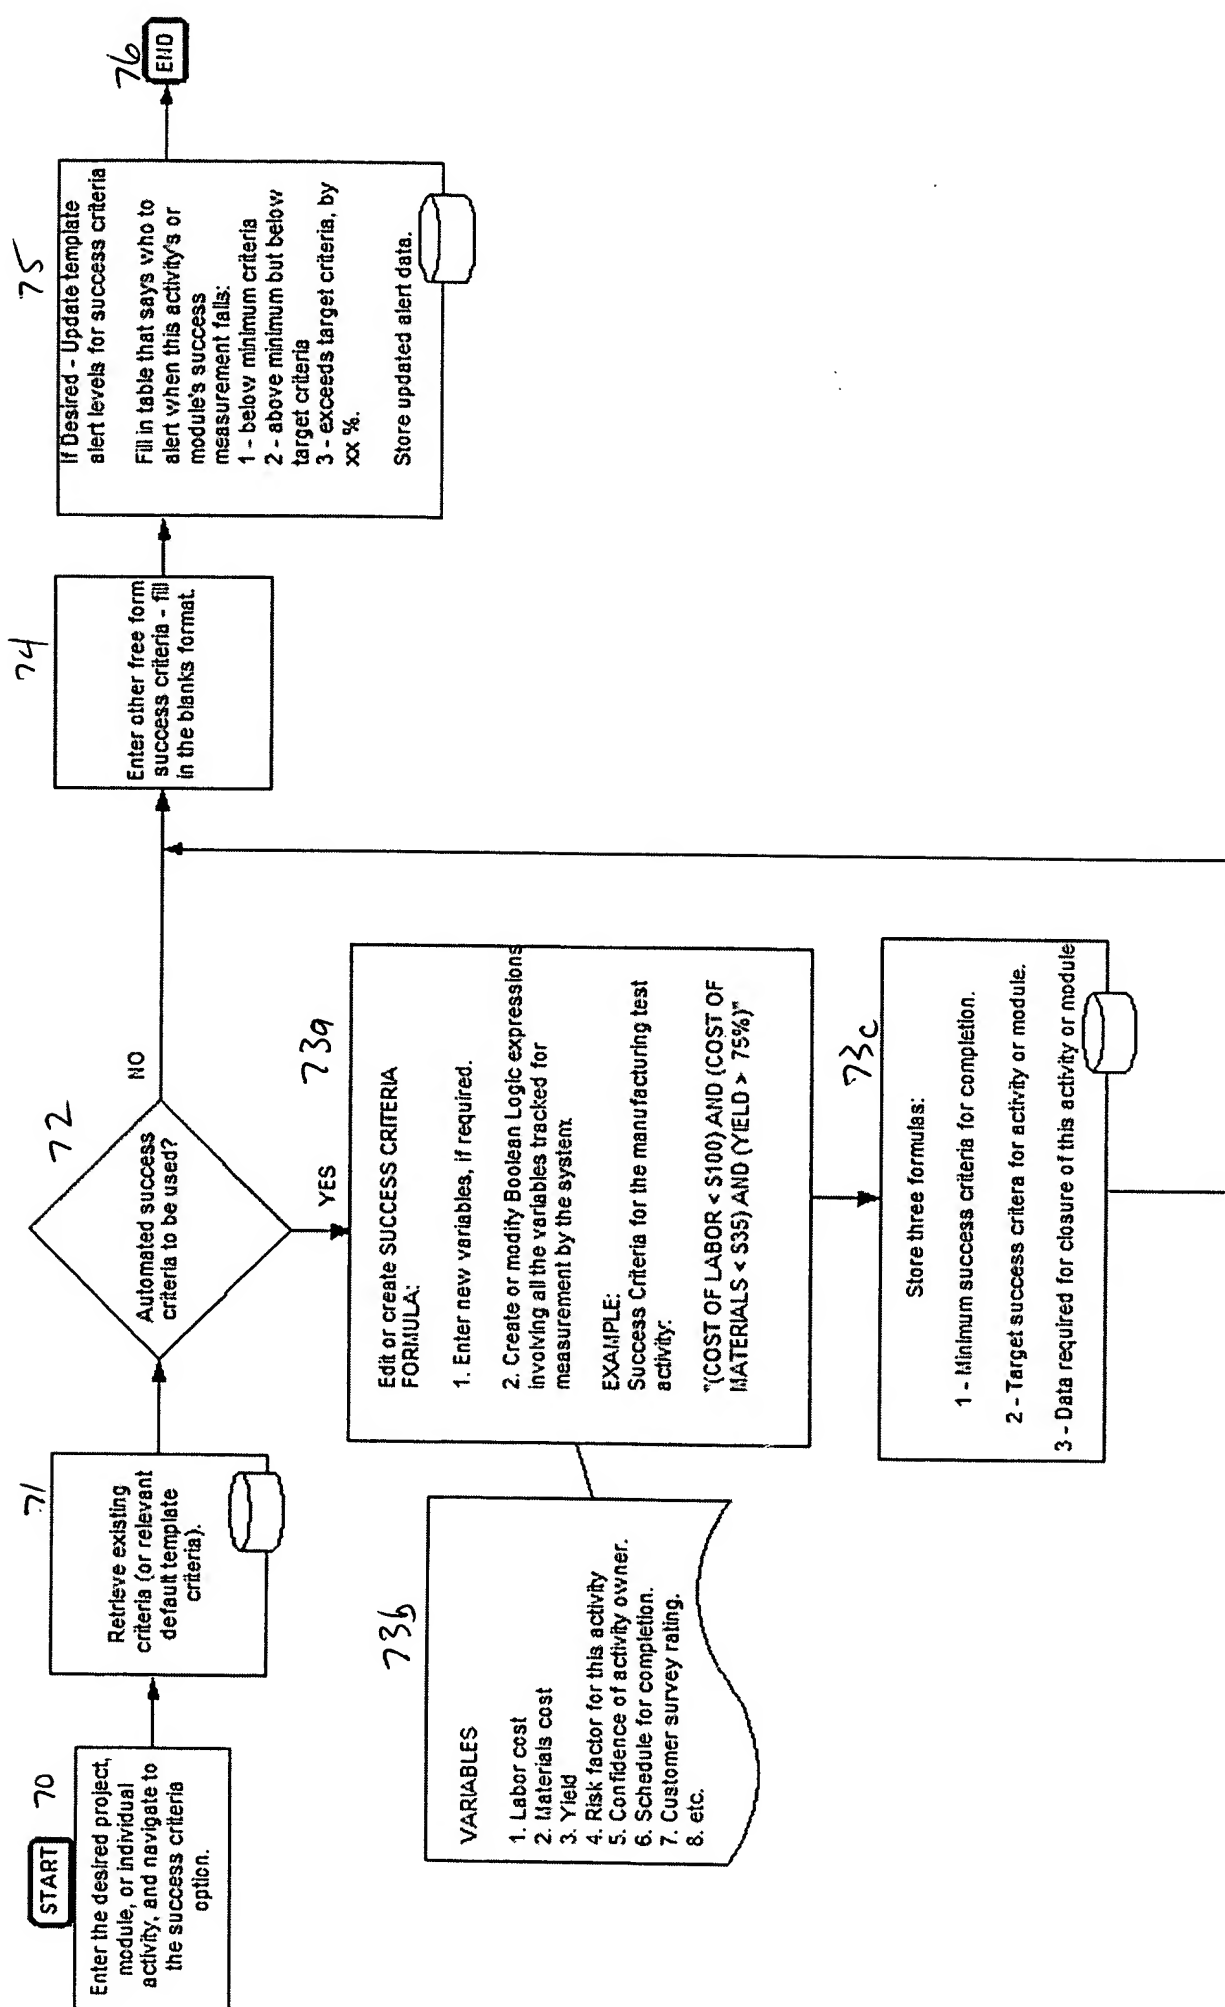 START
70
Enter the desired project,
module, or individual
activity, and navigate to
the success criteria
option.
71
Retrieve existing
criteria (or relevant
default template
criteria).
72
Automated success
criteria to be used?
NO
YES
73a
Edit or create SUCCESS CRITERIA
FORMULA:
1. Enter new variables, if required.
2. Create or modify Boolean Logic expressions
involving all the variables tracked for
measurement by the system:
EXAMPLE:
Success Criteria for the manufacturing test
activity:
"(COST OF LABOR < $100) AND (COST OF
MATERIALS < $35) AND (YIELD > 75%)"
73b
VARIABLES
1. Labor cost
2. Materials cost
3. Yield
4. Risk factor for this activity
5. Confidence of activity owner.
6. Schedule for completion.
7. Customer survey rating.
8. etc.
73c
Store three formulas:
1 - Minimum success criteria for completion.
2 - Target success critera for activity or module.
3 - Data required for closure of this activity or module
74
Enter other free form
success criteria - fill
in the blanks format.
75
If Desired - Update template
alert levels for success criteria
Fill in table that says who to
alert when this activity's or
module's success
measurement falls:
1 - below minimum criteria
2 - above minimum but below
target criteria
3 - exceeds target criteria, by
xx %.
Store updated alert data.
76
END